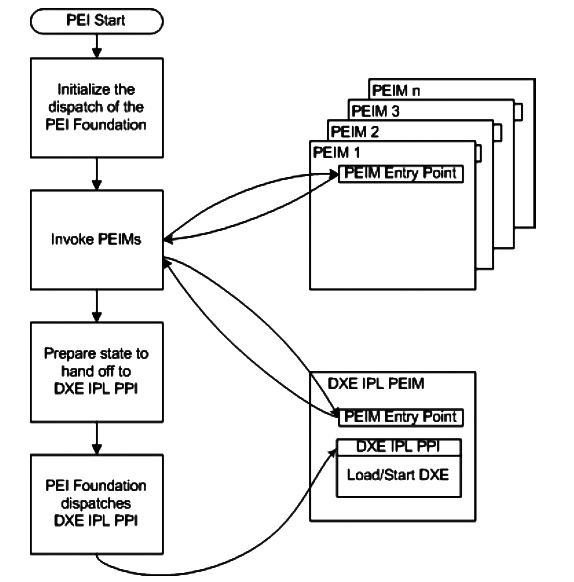 PEI Start
Initialize the
dispatch of the
PEI Foundation
Invoke PEIMs
Prepare state to
hand off to
DXE IPL PPI
PEI Foundation
dispatches
DXE IPL PPI
PEIM n
PEIM 3
PEIM 2
PEIM 1
PEIM Entry Point
DXE IPL PEIM
PEIM Entry Point
DXE IPL PPI
Load/Start DXE